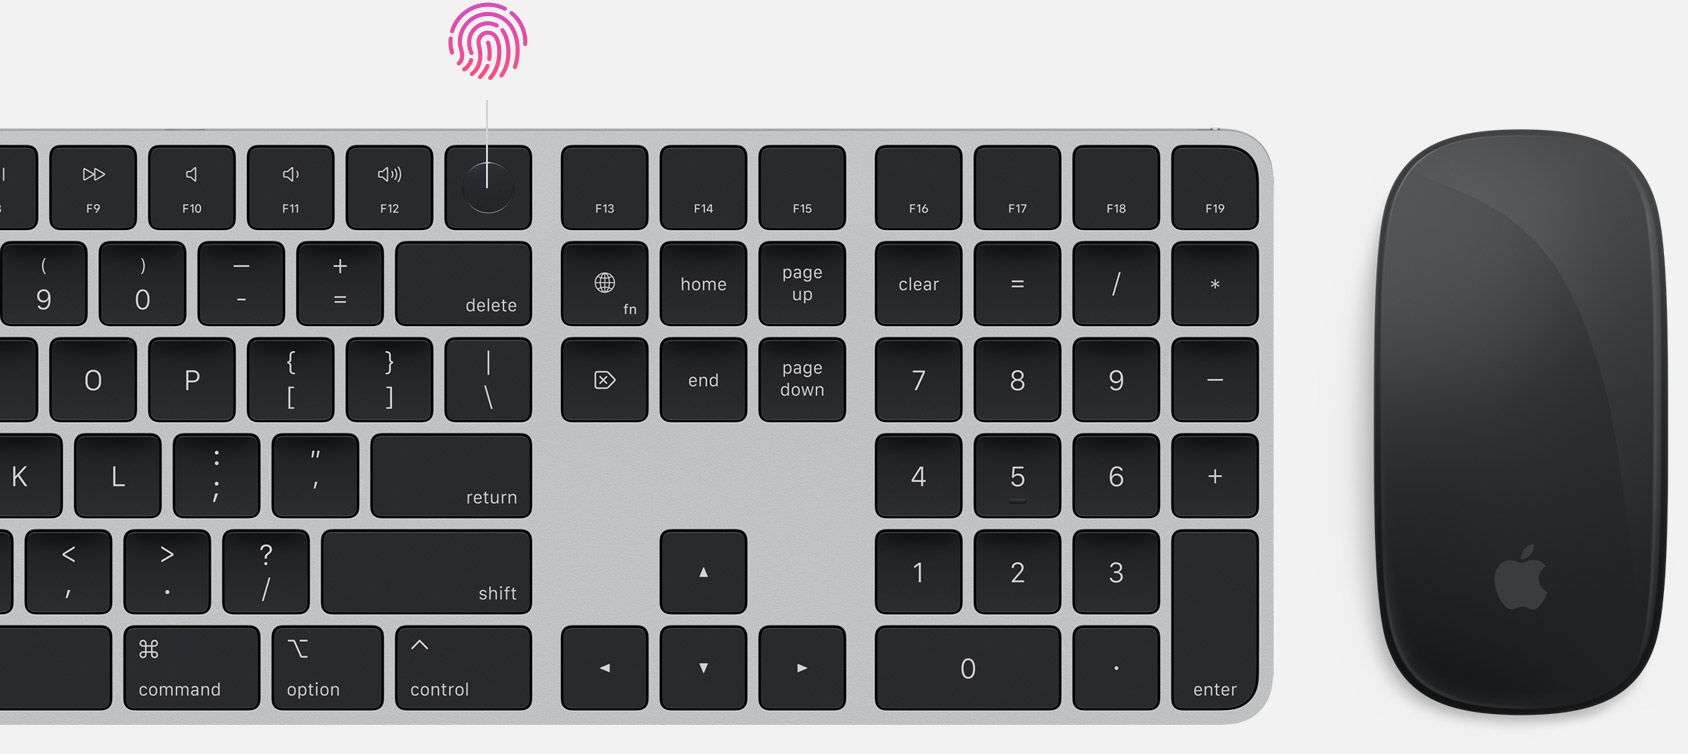 F9 F10 F11 F12 F13 F14 F15 F16 F17 F18 F19
( ) — +
9 0 - =
delete
fn
home
page
up
clear = / *
O P
{ } |
[ ] \
end
page
down
7 8 9 −
K L
: "
; '
return
4 5 6 +
< > ?
, . /
shift
▲
1 2 3
⌘ ⌥ ^
command option control
◀ ▼ ▶
0 .
enter